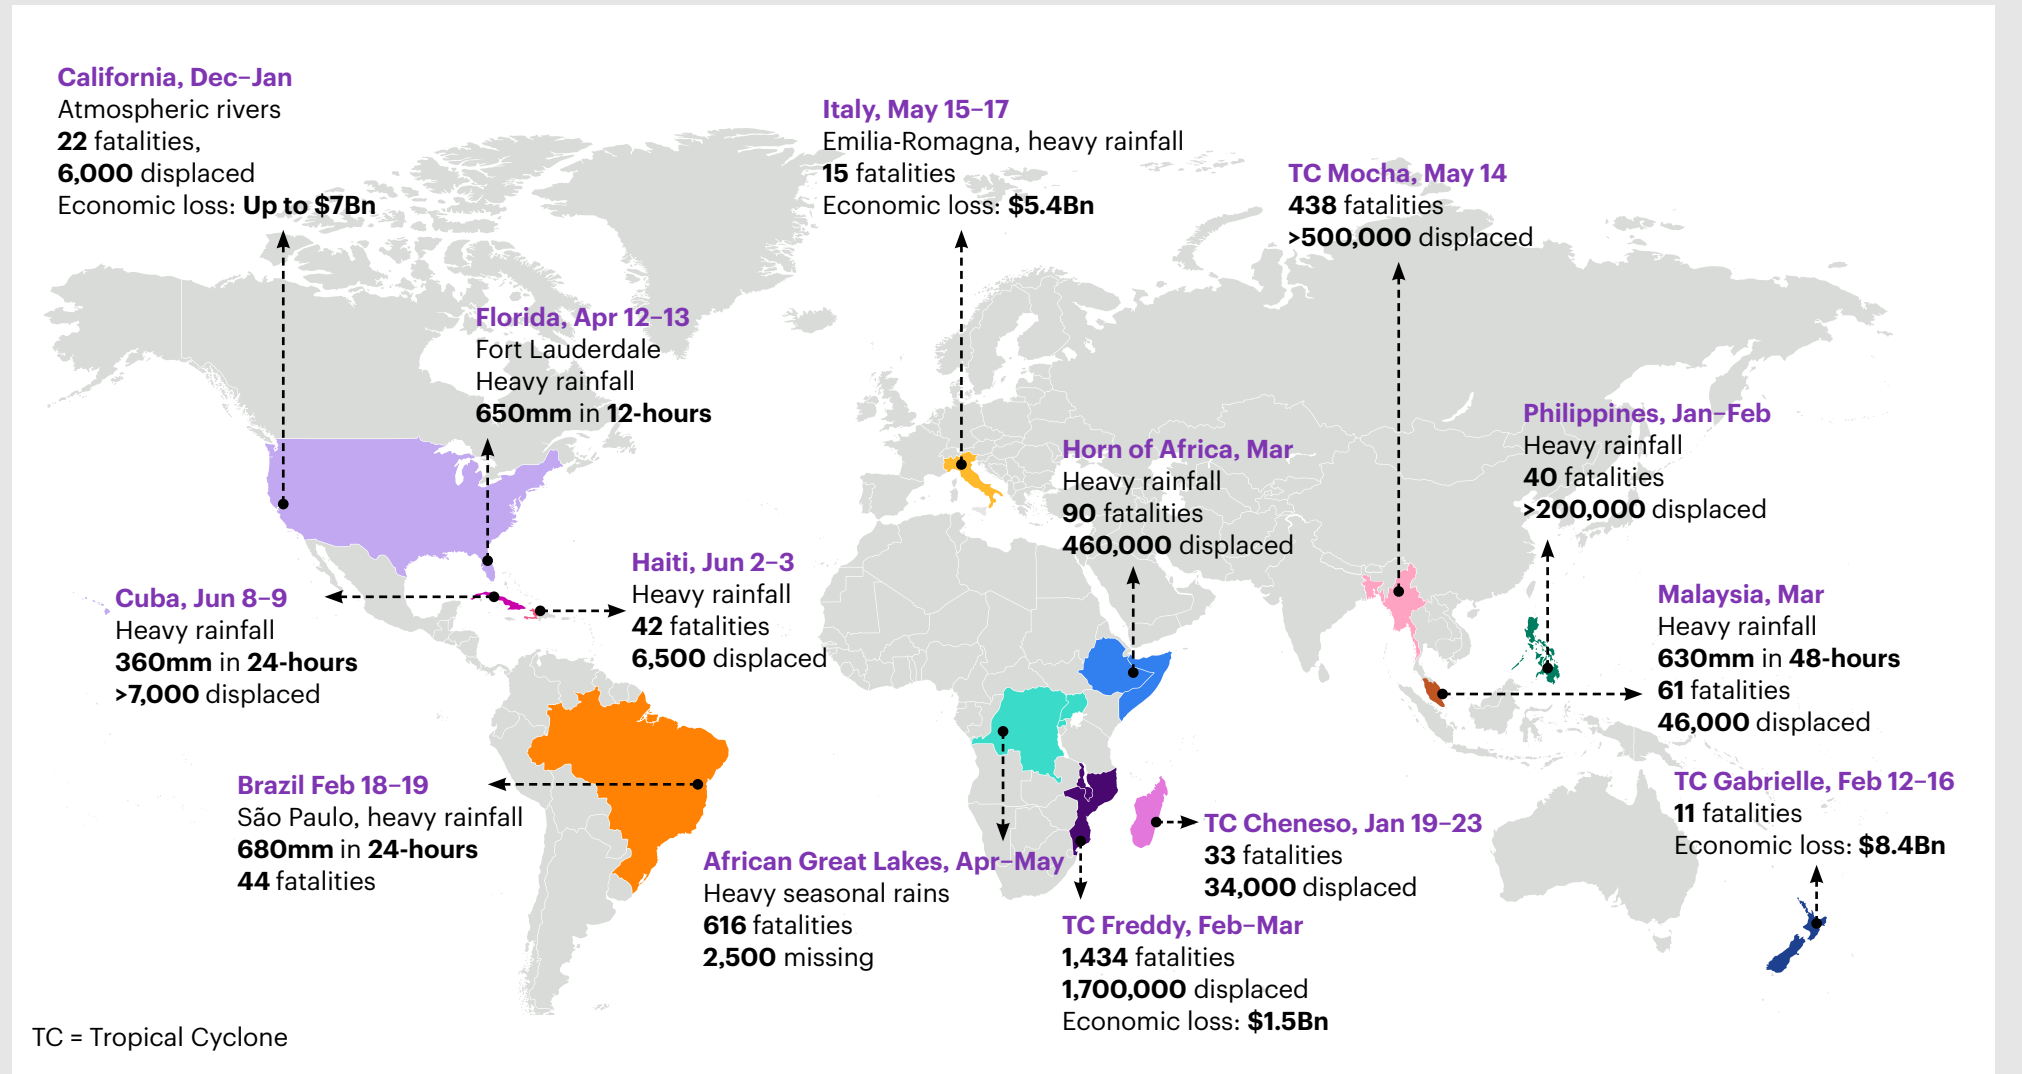 California, Dec–Jan
Atmospheric rivers
22 fatalities,
6,000 displaced
Economic loss: Up to $7Bn
Italy, May 15–17
Emilia-Romagna, heavy rainfall
15 fatalities
Economic loss: $5.4Bn
TC Mocha, May 14
438 fatalities
>500,000 displaced
Florida, Apr 12–13
Fort Lauderdale
Heavy rainfall
650mm in 12-hours
Horn of Africa, Mar
Heavy rainfall
90 fatalities
460,000 displaced
Philippines, Jan–Feb
Heavy rainfall
40 fatalities
>200,000 displaced
Cuba, Jun 8–9
Heavy rainfall
360mm in 24-hours
>7,000 displaced
Haiti, Jun 2–3
Heavy rainfall
42 fatalities
6,500 displaced
Malaysia, Mar
Heavy rainfall
630mm in 48-hours
61 fatalities
46,000 displaced
Brazil Feb 18–19
São Paulo, heavy rainfall
680mm in 24-hours
44 fatalities
African Great Lakes, Apr–May
Heavy seasonal rains
616 fatalities
2,500 missing
TC Cheneso, Jan 19–23
33 fatalities
34,000 displaced
TC Gabrielle, Feb 12–16
11 fatalities
Economic loss: $8.4Bn
TC Freddy, Feb–Mar
1,434 fatalities
1,700,000 displaced
Economic loss: $1.5Bn
TC = Tropical Cyclone